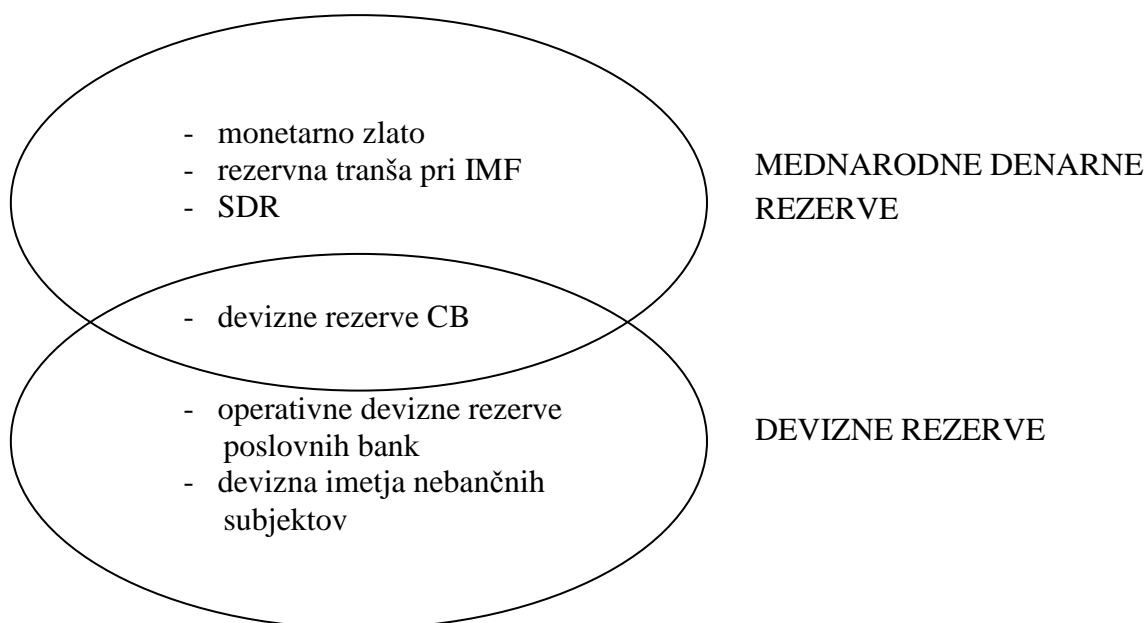 - monetarno zlato
- rezervna tranša pri IMF
- SDR
MEDNARODNE DENARNE
REZERVE
- devizne rezerve CB
- operativne devizne rezerve
poslovnih bank
- devizna imetja nebančnih
subjektov
DEVIZNE REZERVE